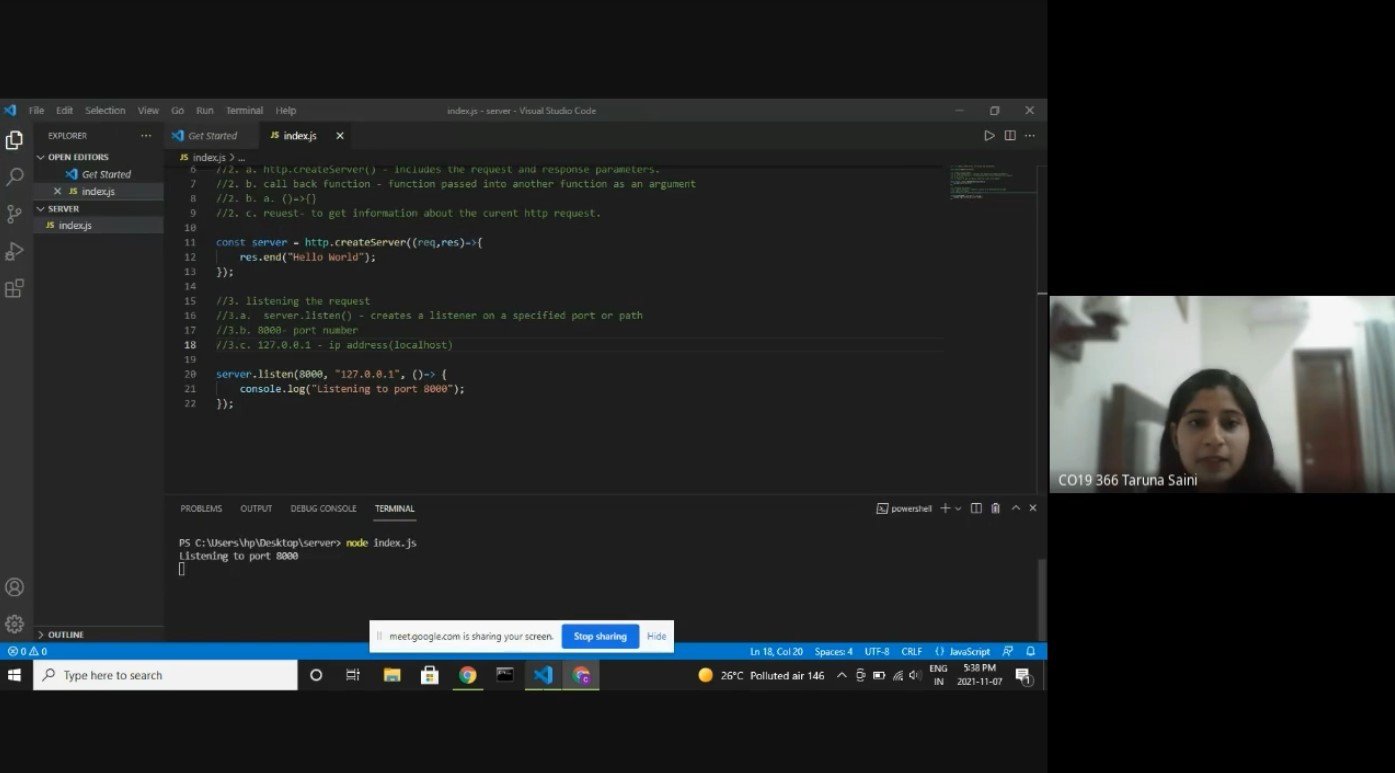 File Edit Selection View Go Run Terminal Help
index.js - server - Visual Studio Code
EXPLORER
Get Started
JS index.js
OPEN EDITORS
Get Started
JS index.js
SERVER
JS index.js
OUTLINE
JS index.js > ...
6 //2. a. http.createServer() - includes the request and response parameters.
7 //2. b. call back function - function passed into another function as an argument
8 //2. b. a. ()=>{}
9 //2. c. reuest- to get information about the curent http request.
10
11 const server = http.createServer((req,res)=>{
12 res.end("Hello World");
13 });
14
15 //3. listening the request
16 //3.a. server.listen() - creates a listener on a specified port or path
17 //3.b. 8000- port number
18 //3.c. 127.0.0.1 - ip address(localhost)
19
20 server.listen(8000, "127.0.0.1", ()=> {
21 console.log("Listening to port 8000");
22 });
PROBLEMS OUTPUT DEBUG CONSOLE TERMINAL
powershell
PS C:\Users\hp\Desktop\server> node index.js
Listening to port 8000
meet.google.com is sharing your screen. Stop sharing Hide
0 0
Ln 18, Col 20 Spaces: 4 UTF-8 CRLF {} JavaScript
Type here to search
26°C Polluted air 146
ENG
IN
5:38 PM
2021-11-07
1
CO19 366 Taruna Saini